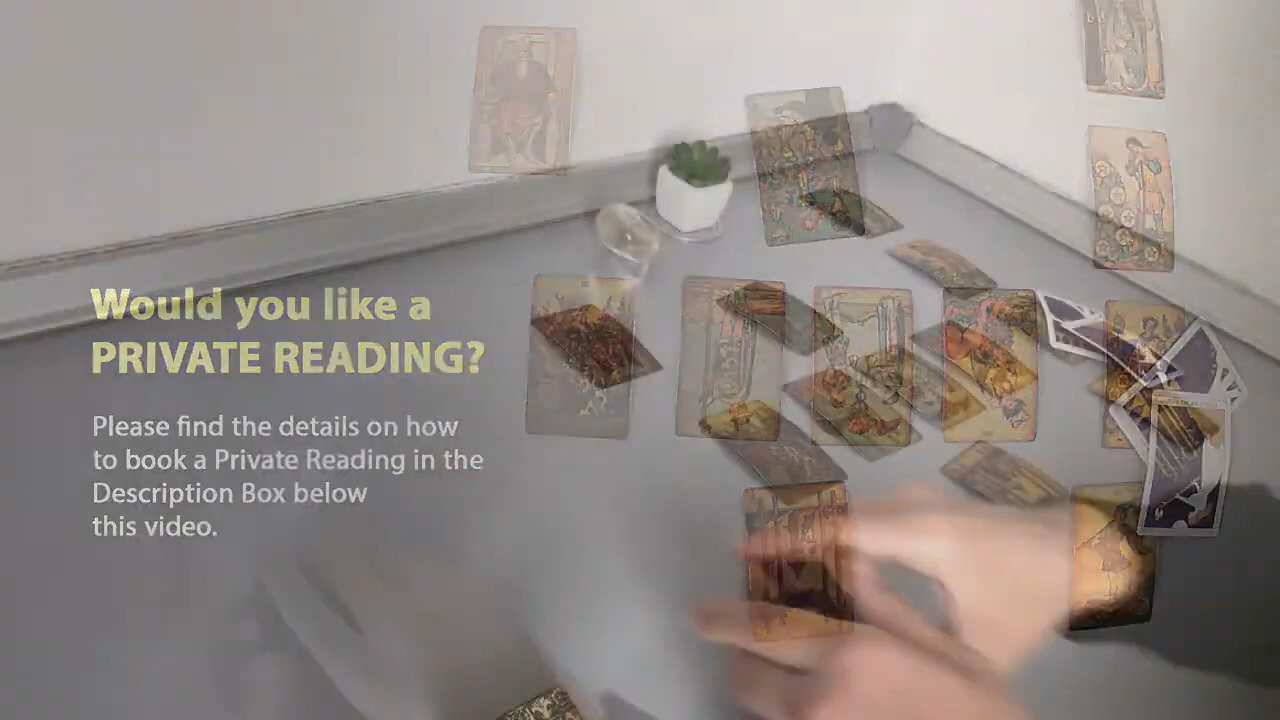 Would you like a
PRIVATE READING?
Please find the details on how
to book a Private Reading in the
Description Box below
this video.